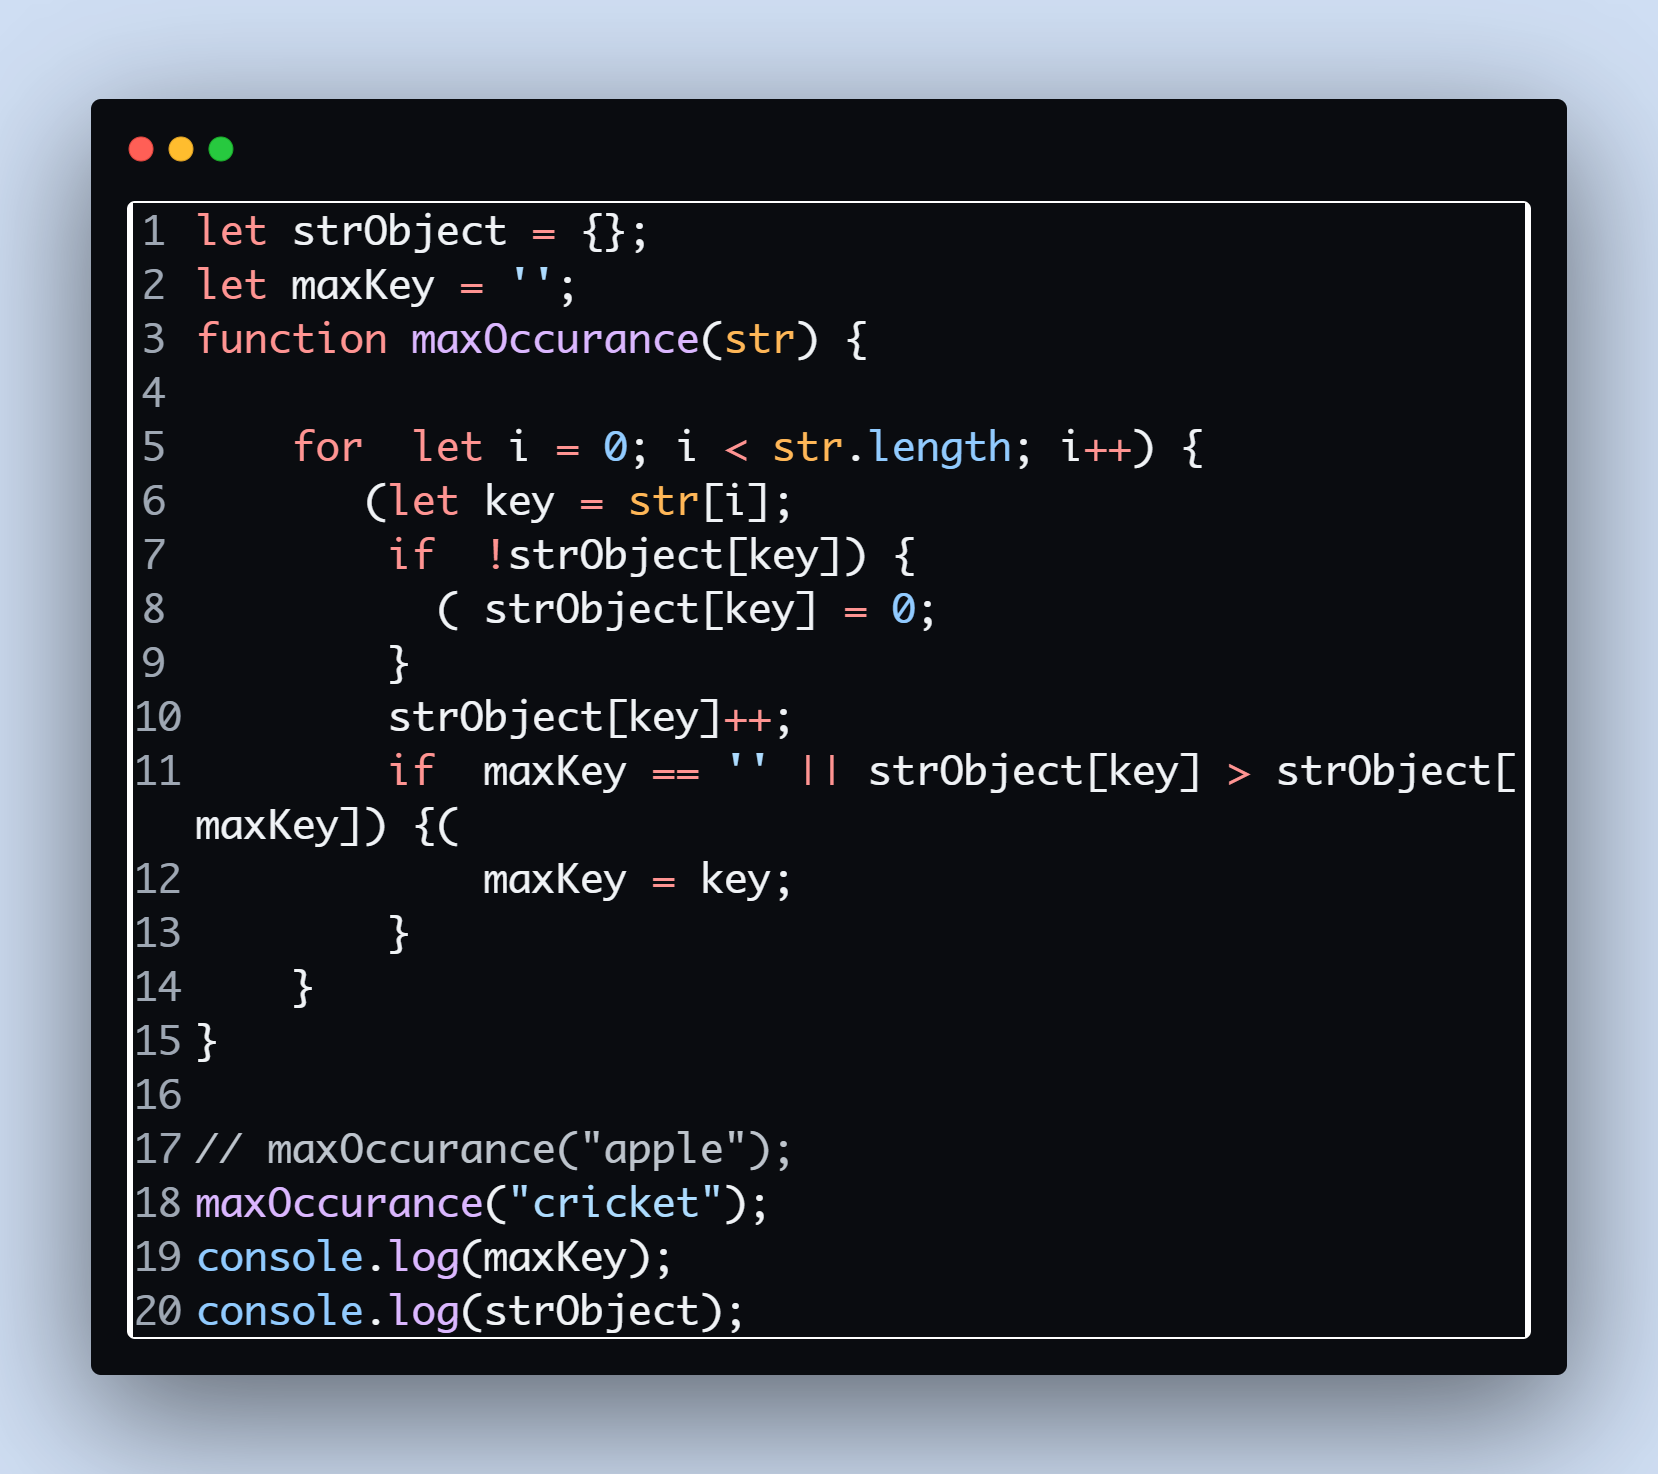 1 let strObject = {};
2 let maxKey = '';
3 function maxOccurance(str) {
4
5     for  let i = 0; i < str.length; i++) {
6        (let key = str[i];
7         if  !strObject[key]) {
8           ( strObject[key] = 0;
9         }
10         strObject[key]++;
11         if  maxKey == '' || strObject[key] > strObject[
maxKey]) {(
12             maxKey = key;
13         }
14     }
15 }
16
17 // maxOccurance("apple");
18 maxOccurance("cricket");
19 console.log(maxKey);
20 console.log(strObject);